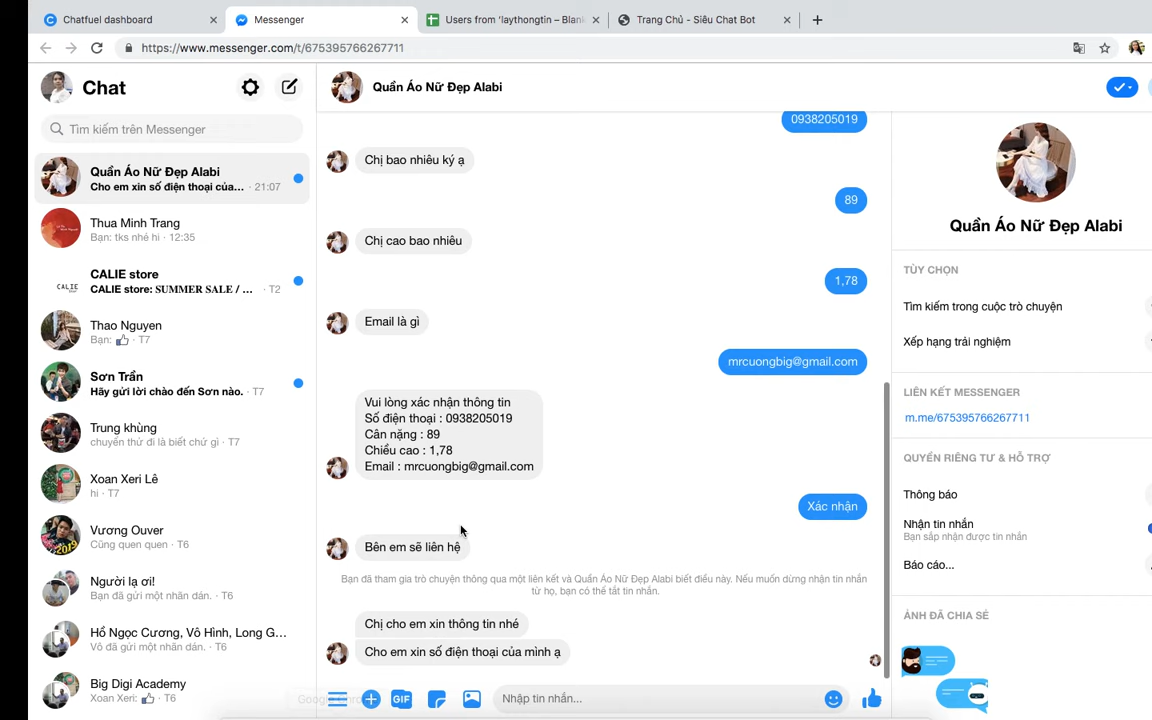 Chatfuel dashboard
Messenger
Users from 'laythongtin – Blank
Trang Chủ - Siêu Chat Bot
https://www.messenger.com/t/675395766267711
Chat
Tìm kiếm trên Messenger
Quần Áo Nữ Đẹp Alabi
Cho em xin số điện thoại của... · 21:07
Thua Minh Trang
Bạn: tks nhé hi · 12:35
CALIE
CALIE store
CALIE store: SUMMER SALE / ... · T2
Thao Nguyen
Bạn: · T7
Sơn Trần
Hãy gửi lời chào đến Sơn nào. · T7
Trung khùng
chuyển thử đi là biết chứ gì · T7
Xoan Xeri Lê
hi · T7
2019
Vương Ouver
Cũng quen quen · T6
Người lạ ơi!
Bạn đã gửi một nhãn dán. · T6
Hồ Ngọc Cương, Vô Hình, Long G...
Vô đã gửi một nhãn dán. · T6
Big Digi Academy
Xoan Xeri: · T6
Quần Áo Nữ Đẹp Alabi
0938205019
Chị bao nhiêu ký ạ
89
Chị cao bao nhiêu
1,78
Email là gì
mrcuongbig@gmail.com
Vui lòng xác nhận thông tin
Số điện thoại : 0938205019
Cân nặng : 89
Chiều cao : 1,78
Email : mrcuongbig@gmail.com
Xác nhận
Bên em sẽ liên hệ
Bạn đã tham gia trò chuyện thông qua một liên kết và Quần Áo Nữ Đẹp Alabi biết điều này. Nếu muốn dừng nhận tin nhắn
từ họ, bạn có thể tắt tin nhắn.
Chị cho em xin thông tin nhé
Cho em xin số điện thoại của mình ạ
GIF
Nhập tin nhắn...
Quần Áo Nữ Đẹp Alabi
TÙY CHỌN
Tìm kiếm trong cuộc trò chuyện
Xếp hạng trải nghiệm
LIÊN KẾT MESSENGER
m.me/675395766267711
QUYỀN RIÊNG TƯ & HỖ TRỢ
Thông báo
Nhận tin nhắn
Bạn sắp nhận được tin nhắn
Báo cáo...
ẢNH ĐÃ CHIA SẺ